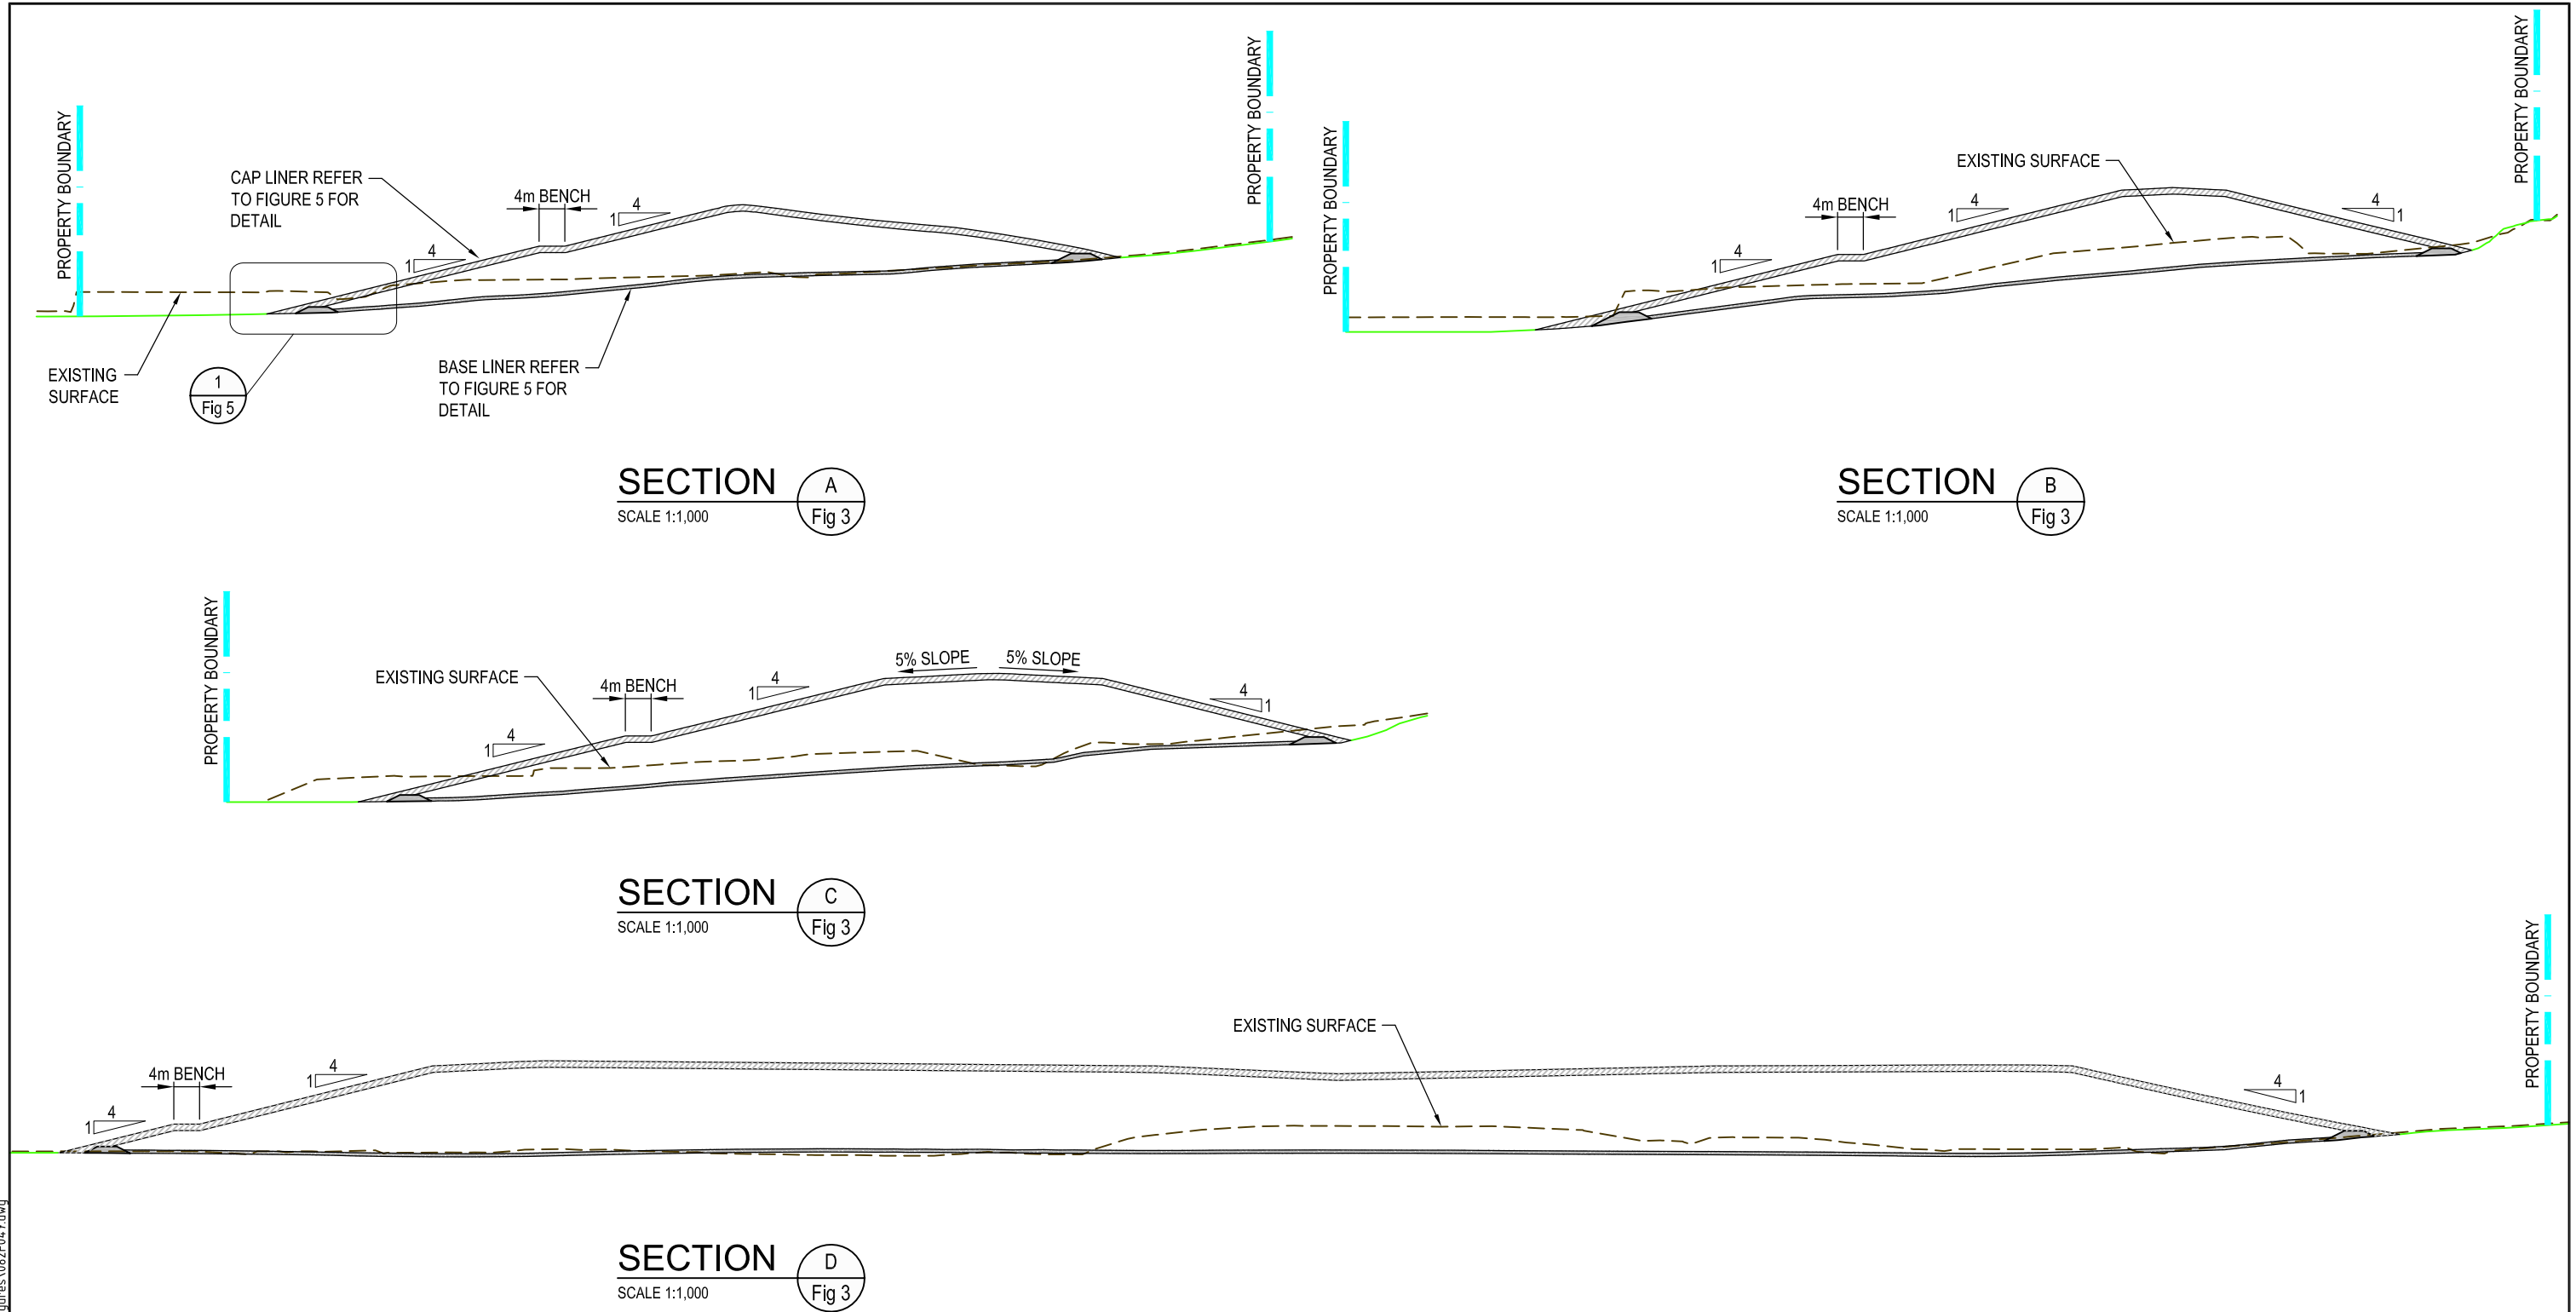 PROPERTY BOUNDARY
CAP LINER REFER
TO FIGURE 5 FOR
DETAIL
4m BENCH
1
4
1
4
PROPERTY BOUNDARY
EXISTING
SURFACE
1
Fig 5
BASE LINER REFER
TO FIGURE 5 FOR
DETAIL
SECTION
A
Fig 3
SCALE 1:1,000
PROPERTY BOUNDARY
EXISTING SURFACE
4m BENCH
1
4
1
4
4
1
PROPERTY BOUNDARY
SECTION
B
Fig 3
SCALE 1:1,000
PROPERTY BOUNDARY
EXISTING SURFACE
4m BENCH
1
4
1
4
5% SLOPE
5% SLOPE
4
1
SECTION
C
Fig 3
SCALE 1:1,000
4m BENCH
1
4
1
4
EXISTING SURFACE
4
1
PROPERTY BOUNDARY
SECTION
D
Fig 3
SCALE 1:1,000